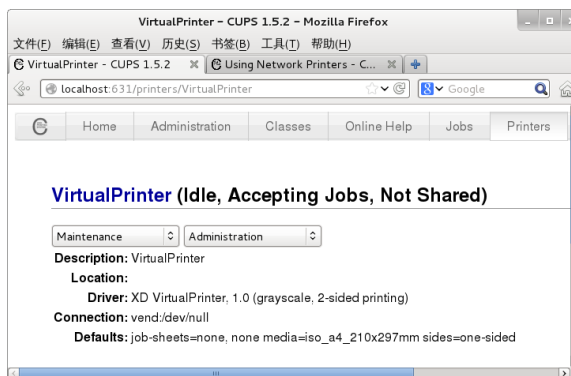 VirtualPrinter - CUPS 1.5.2 - Mozilla Firefox
文件(F) 编辑(E) 查看(V) 历史(S) 书签(B) 工具(T) 帮助(H)
VirtualPrinter - CUPS 1.5.2 Using Network Printers - C...
localhost:631/printers/VirtualPrinter Google
Home Administration Classes Online Help Jobs Printers
VirtualPrinter (Idle, Accepting Jobs, Not Shared)
Maintenance Administration
Description: VirtualPrinter
Location:
Driver: XD VirtualPrinter, 1.0 (grayscale, 2-sided printing)
Connection: vend:/dev/null
Defaults: job-sheets=none, none media=iso_a4_210x297mm sides=one-sided